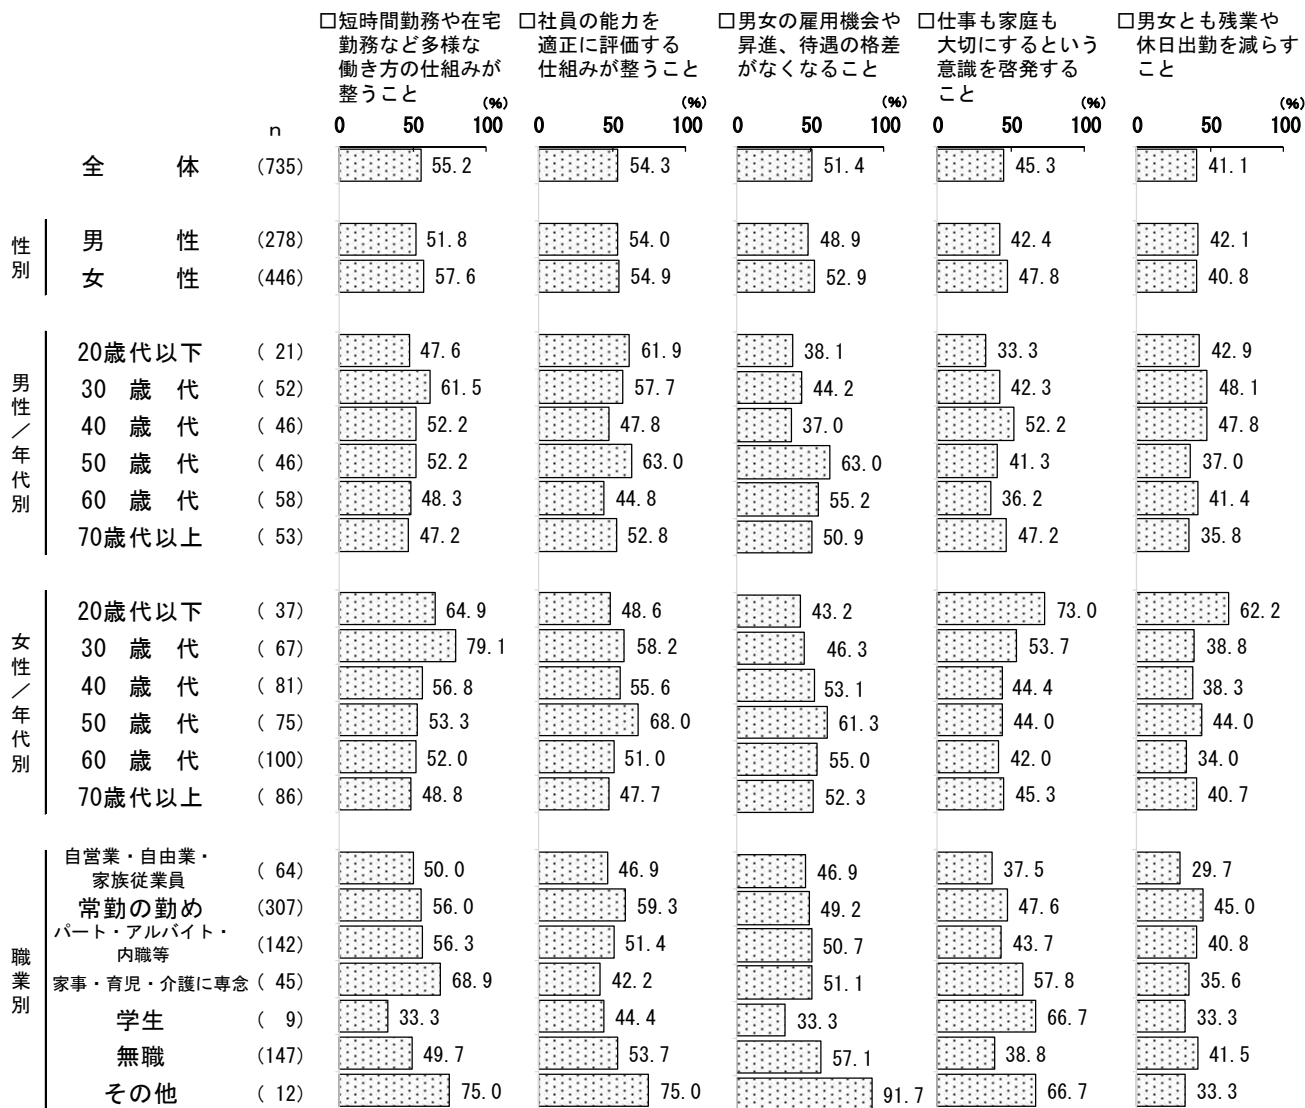 □短時間勤務や在宅
勤務など多様な
働き方の仕組みが
整うこと
□社員の能力を
適正に評価する
仕組みが整うこと
□男女の雇用機会や
昇進、待遇の格差
がなくなること
□仕事も家庭も
大切にするという
意識を啓発する
こと
□男女とも残業や
休日出勤を減らす
こと
(%) (%) (%) (%) (%)
n 0 50 100 0 50 100 0 50 100 0 50 100 0 50 100
全体 (735) 55.2 54.3 51.4 45.3 41.1
性別
男性 (278) 51.8 54.0 48.9 42.4 42.1
女性 (446) 57.6 54.9 52.9 47.8 40.8
男性/年代別
20歳代以下 ( 21) 47.6 61.9 38.1 33.3 42.9
30歳代 ( 52) 61.5 57.7 44.2 42.3 48.1
40歳代 ( 46) 52.2 47.8 37.0 52.2 47.8
50歳代 ( 46) 52.2 63.0 63.0 41.3 37.0
60歳代 ( 58) 48.3 44.8 55.2 36.2 41.4
70歳代以上 ( 53) 47.2 52.8 50.9 47.2 35.8
女性/年代別
20歳代以下 ( 37) 64.9 48.6 43.2 73.0 62.2
30歳代 ( 67) 79.1 58.2 46.3 53.7 38.8
40歳代 ( 81) 56.8 55.6 53.1 44.4 38.3
50歳代 ( 75) 53.3 68.0 61.3 44.0 44.0
60歳代 (100) 52.0 51.0 55.0 42.0 34.0
70歳代以上 ( 86) 48.8 47.7 52.3 45.3 40.7
職業別
自営業・自由業・
家族従業員 ( 64) 50.0 46.9 46.9 37.5 29.7
常勤の勤め (307) 56.0 59.3 49.2 47.6 45.0
パート・アルバイト・
内職等 (142) 56.3 51.4 50.7 43.7 40.8
家事・育児・介護に専念 ( 45) 68.9 42.2 51.1 57.8 35.6
学生 ( 9) 33.3 44.4 33.3 66.7 33.3
無職 (147) 49.7 53.7 57.1 38.8 41.5
その他 ( 12) 75.0 75.0 91.7 66.7 33.3